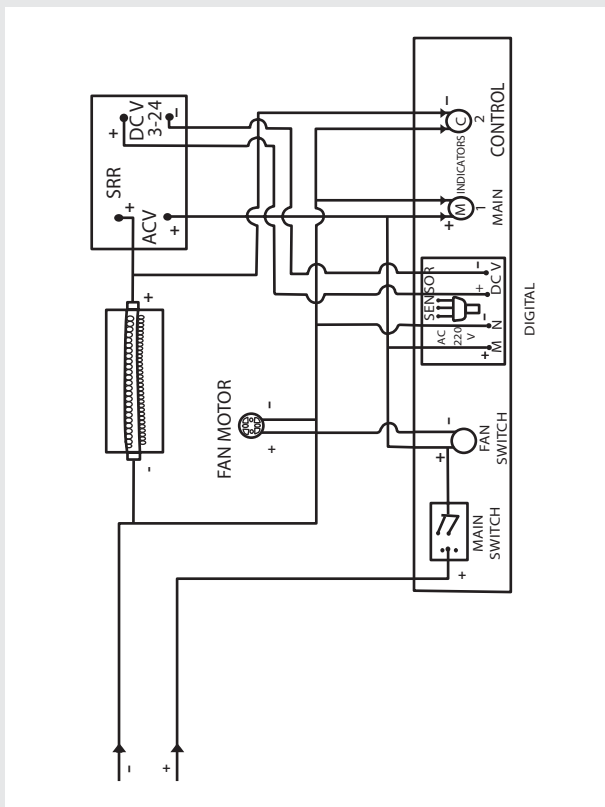 SRR
+
DC V
3-24
-
+
ACV
+
+
-
FAN MOTOR
-
+
-
C
2
CONTROL
INDICATORS
+
M
1
MAIN
SENSOR
-
+
DC V
AC
220
V
-
N
+
M
DIGITAL
-
+
FAN
SWITCH
MAIN
SWITCH
+
-
+